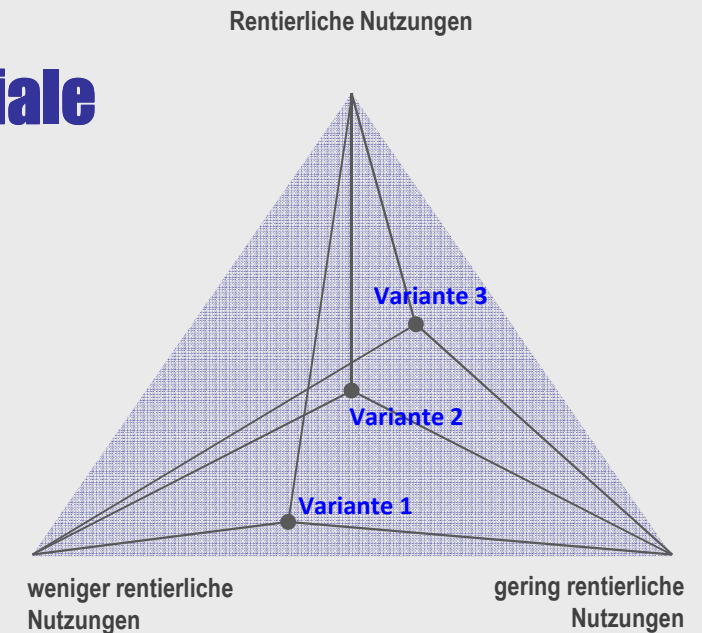 Rentierliche Nutzungen
iale
Variante 3
Variante 2
Variante 1
weniger rentierliche
Nutzungen
gering rentierliche
Nutzungen